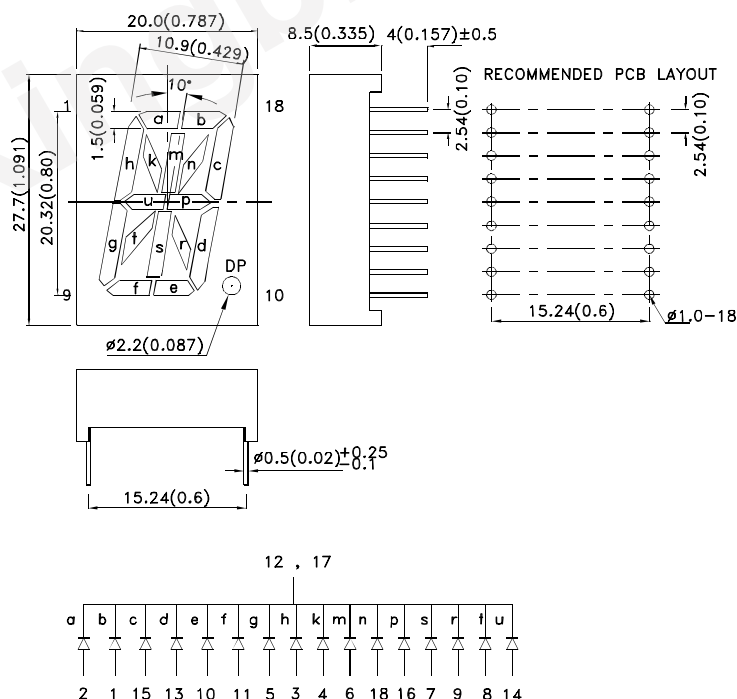 20.0(0.787)
10.9(0.429)
8.5(0.335)
4(0.157)±0.5
10°
RECOMMENDED PCB LAYOUT
1
18
1.5(0.059)
2.54(0.10)
2.54(0.10)
a
b
h
k
m
n
c
27.7(1.091)
20.32(0.80)
u
p
g
t
s
r
d
DP
f
e
9
10
15.24(0.6)
ø1.0-18
ø2.2(0.087)
ø0.5(0.02)+0.25
-0.1
15.24(0.6)
12 , 17
a b c d e f g h k m n p s r t u
2 1 15 13 10 11 5 3 4 6 18 16 7 9 8 14